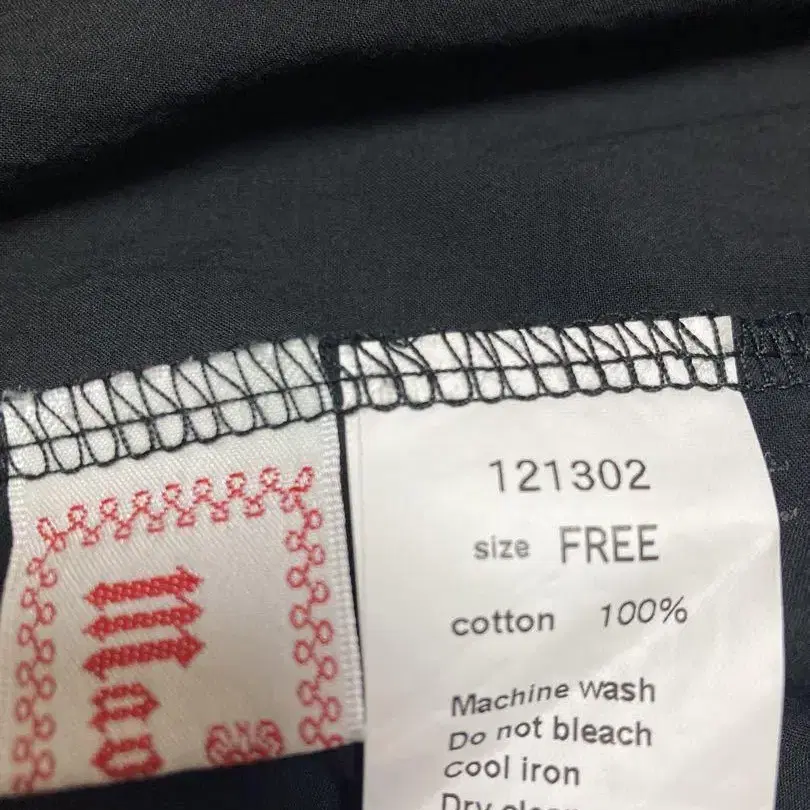 121302
size FREE
cotton 100%
Machine wash
Do not bleach
cool iron